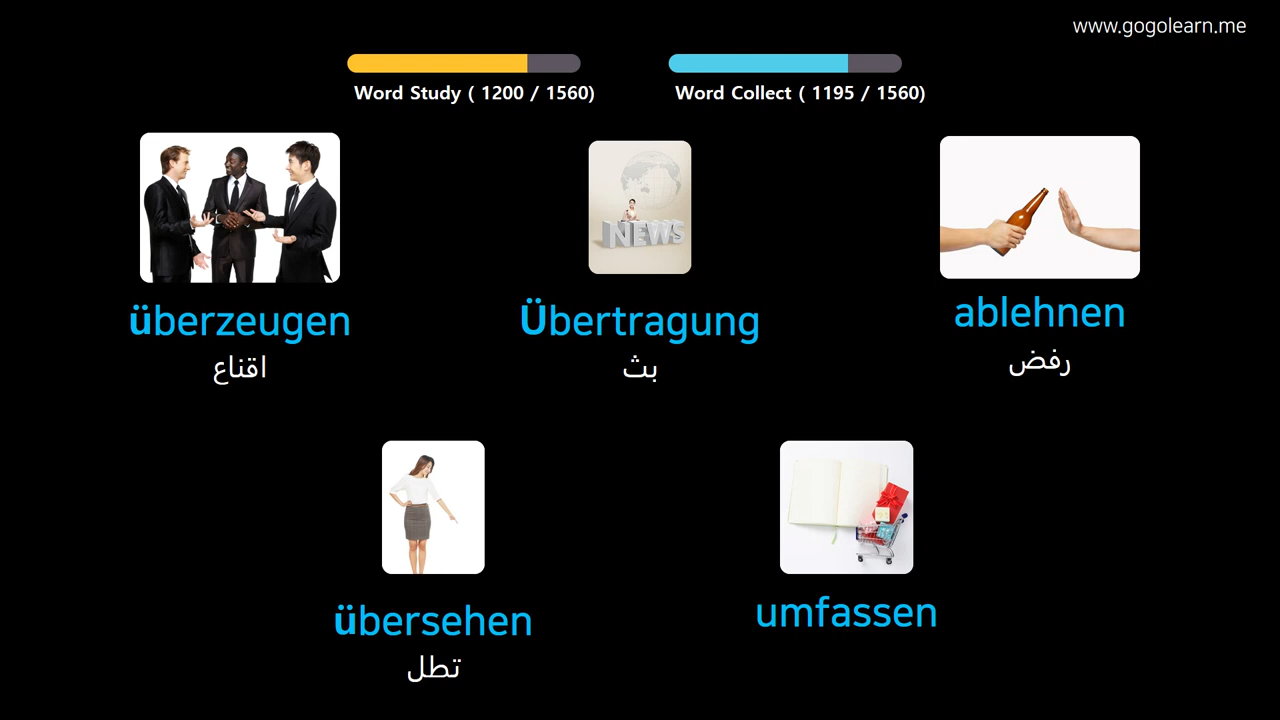 www.gogolearn.me
Word Study ( 1200 / 1560)
Word Collect ( 1195 / 1560)
NEWS
überzeugen
اقناع
Übertragung
بث
ablehnen
رفض
übersehen
تطل
umfassen